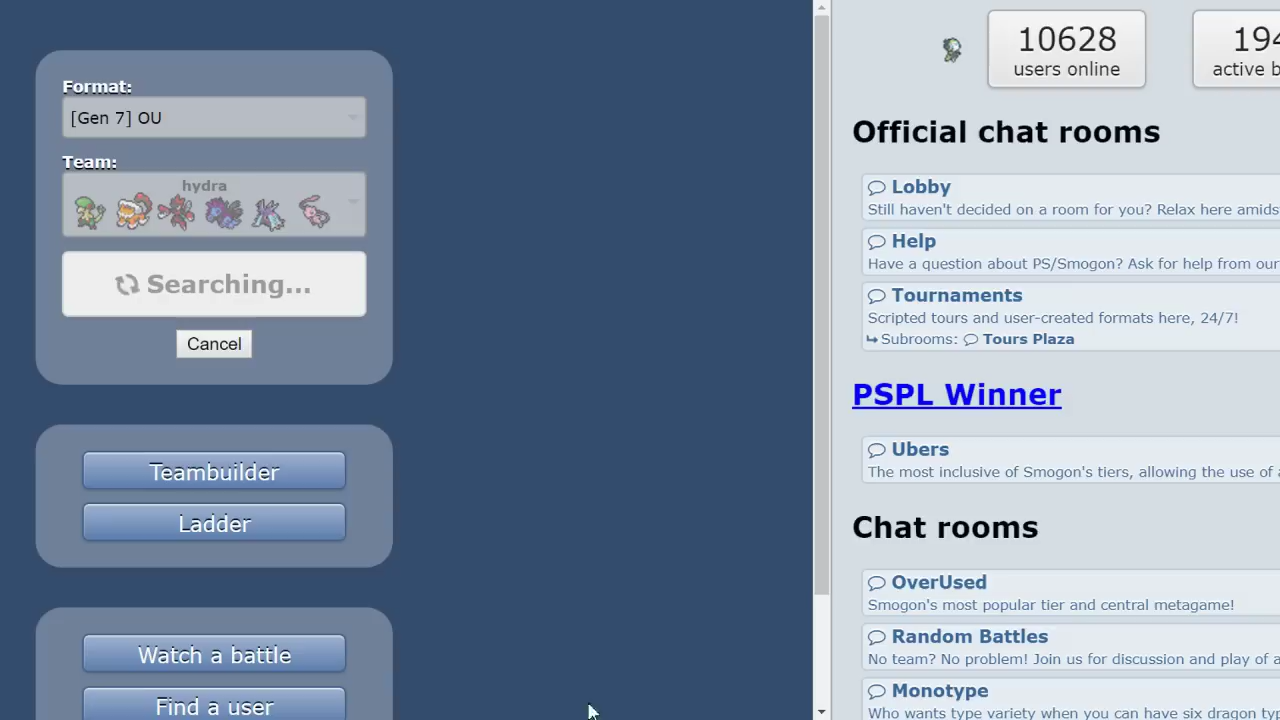 Format:
[Gen 7] OU
Team:
hydra
Searching...
Cancel
Teambuilder
Ladder
Watch a battle
Find a user
10628
users online
194
active b
Official chat rooms
Lobby
Still haven't decided on a room for you? Relax here amids
Help
Have a question about PS/Smogon? Ask for help from our
Tournaments
Scripted tours and user-created formats here, 24/7!
Subrooms: Tours Plaza
PSPL Winner
Ubers
The most inclusive of Smogon's tiers, allowing the use of a
Chat rooms
OverUsed
Smogon's most popular tier and central metagame!
Random Battles
No team? No problem! Join us for discussion and play of a
Monotype
Who wants type variety when you can have six dragon typ